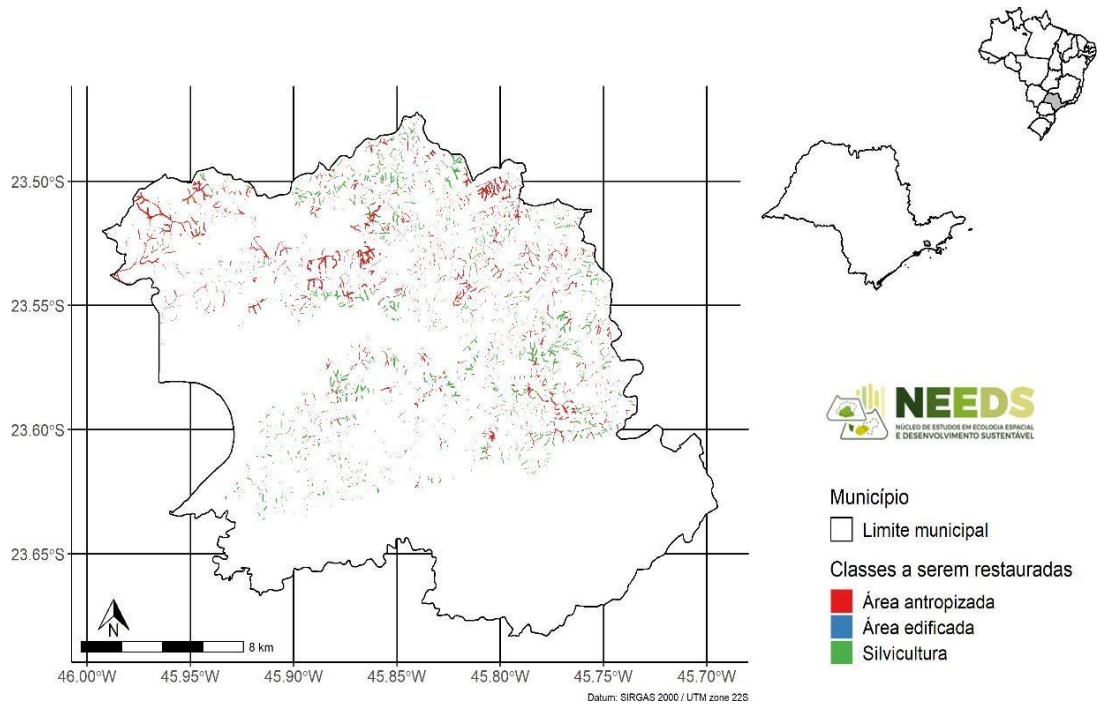 23.50°S
23.55°S
23.60°S
23.65°S
N
8 km
46.00°W 45.95°W 45.90°W 45.85°W 45.80°W 45.75°W 45.70°W
Datum: SIRGAS 2000 / UTM zone 22S
NEEDS
NÚCLEO DE ESTUDOS EM ECOLOGIA ESPACIAL
E DESENVOLVIMENTO SUSTENTÁVEL
Município
Limite municipal
Classes a serem restauradas
Área antropizada
Área edificada
Silvicultura